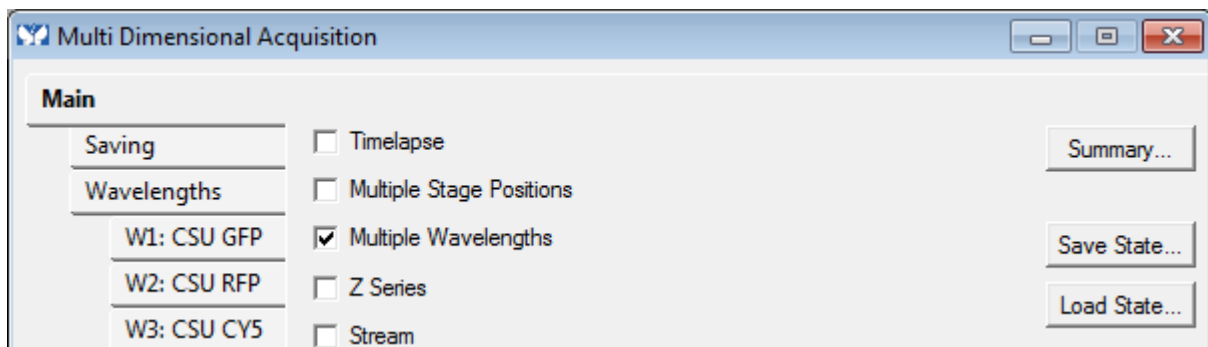 Multi Dimensional Acquisition
Main
Saving
Wavelengths
W1: CSU GFP
W2: CSU RFP
W3: CSU CY5
Timelapse
Multiple Stage Positions
Multiple Wavelengths
Z Series
Stream
Summary...
Save State...
Load State...